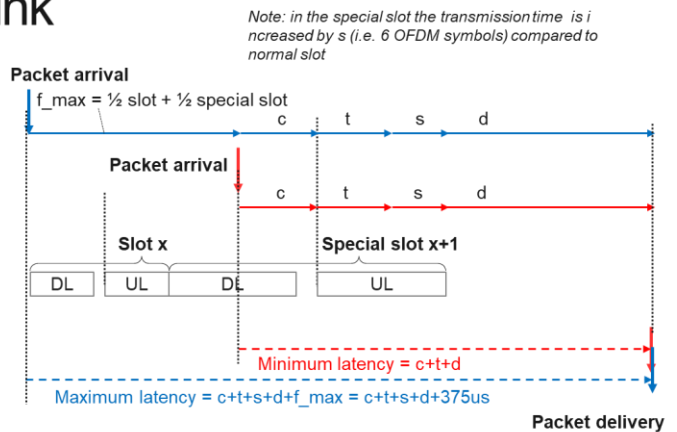 Note: in the special slot the transmission time is i
ncreased by s (i.e. 6 OFDM symbols) compared to
normal slot
Packet arrival
f_max = ½ slot + ½ special slot
c t s d
Packet arrival
c t s d
Slot x Special slot x+1
DL UL DL UL
Minimum latency = c+t+d
Maximum latency = c+t+s+d+f_max = c+t+s+d+375us
Packet delivery